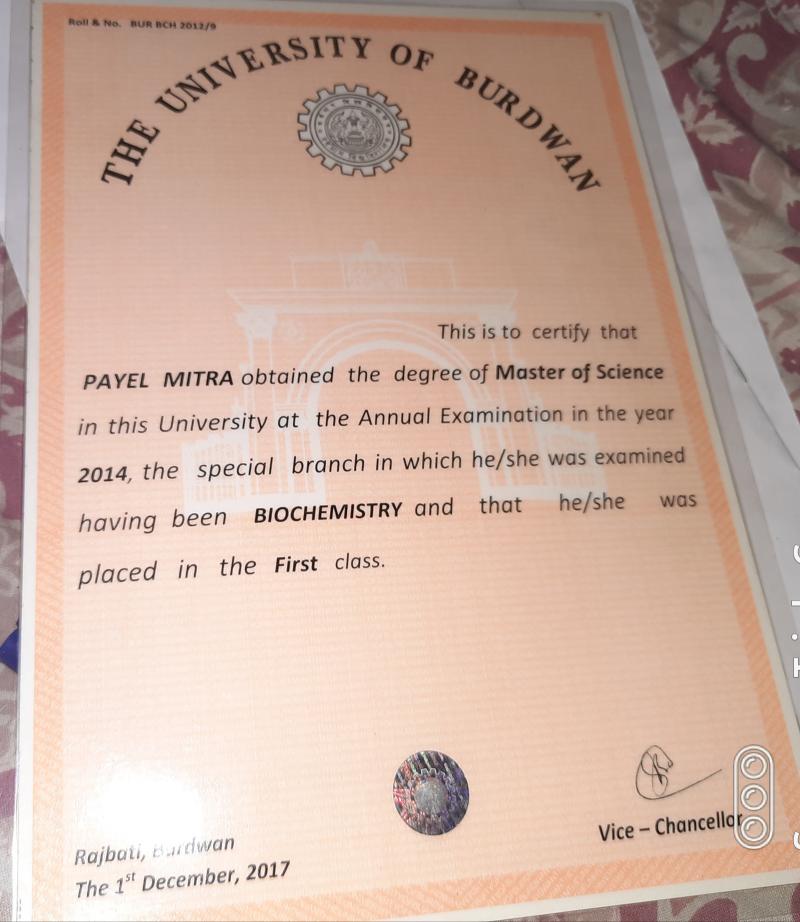 Roll & No. BUR BCH 2012/9
THE UNIVERSITY OF BURDWAN
This is to certify that
PAYEL MITRA obtained the degree of Master of Science
in this University at the Annual Examination in the year
2014, the special branch in which he/she was examined
having been BIOCHEMISTRY and that he/she was
placed in the First class.
Rajbati, Burdwan
The 1st December, 2017
Vice – Chancellor